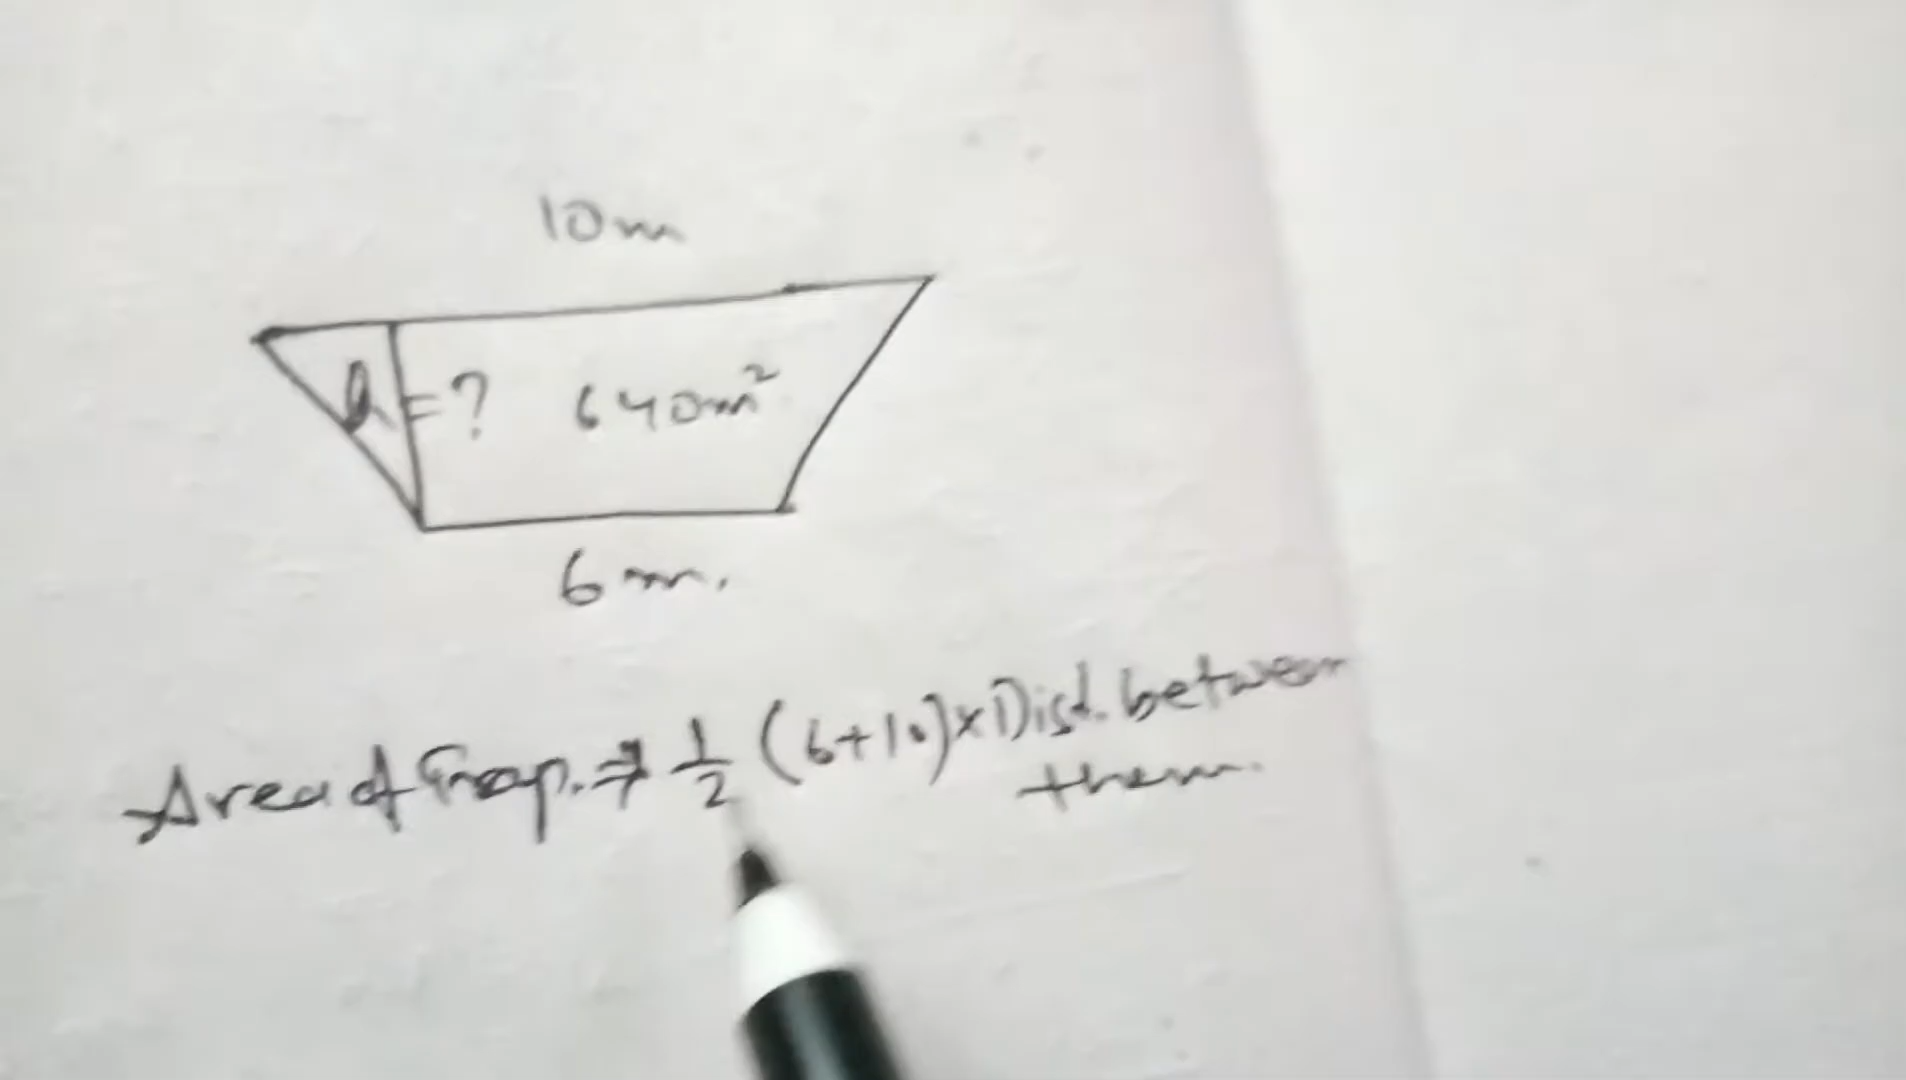 10m
h=? 640m²
6m.
Area of Trap. ⇒ 1/2 (6+10)×Dist. between
them.